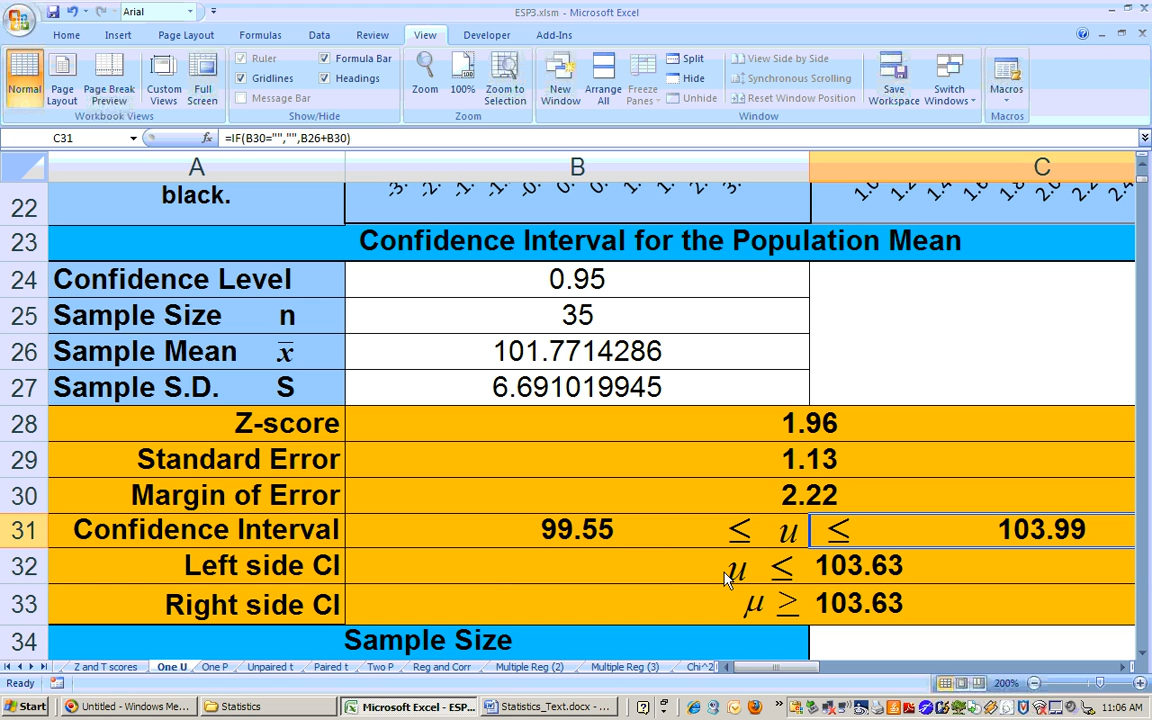 ESP3.xlsm - Microsoft Excel
Arial
Home Insert Page Layout Formulas Data Review View Developer Add-Ins
Normal Page Layout Page Break Preview Custom Views Full Screen
Workbook Views
Ruler Formula Bar
Gridlines Headings
Message Bar
Show/Hide
Zoom 100% Zoom to Selection
Zoom
New Window Arrange All Freeze Panes
Split
Hide
Unhide
View Side by Side
Synchronous Scrolling
Reset Window Position
Save Workspace Switch Windows
Window
Macros
Macros
C31 fx =IF(B30="","",B26+B30)
A B C
22 black.
23 Confidence Interval for the Population Mean
24 Confidence Level 0.95
25 Sample Size n 35
26 Sample Mean x̅ 101.7714286
27 Sample S.D. S 6.691019945
28 Z-score 1.96
29 Standard Error 1.13
30 Margin of Error 2.22
31 Confidence Interval 99.55 ≤ u ≤ 103.99
32 Left side CI u ≤ 103.63
33 Right side CI μ ≥ 103.63
34 Sample Size
Z and T scores One U One P Unpaired t Paired t Two P Reg and Corr Multiple Reg (2) Multiple Reg (3) Chi^2
Ready 200%
Start Untitled - Windows Me... Statistics Microsoft Excel - ESP... Statistics_Text.docx - ... 11:06 AM